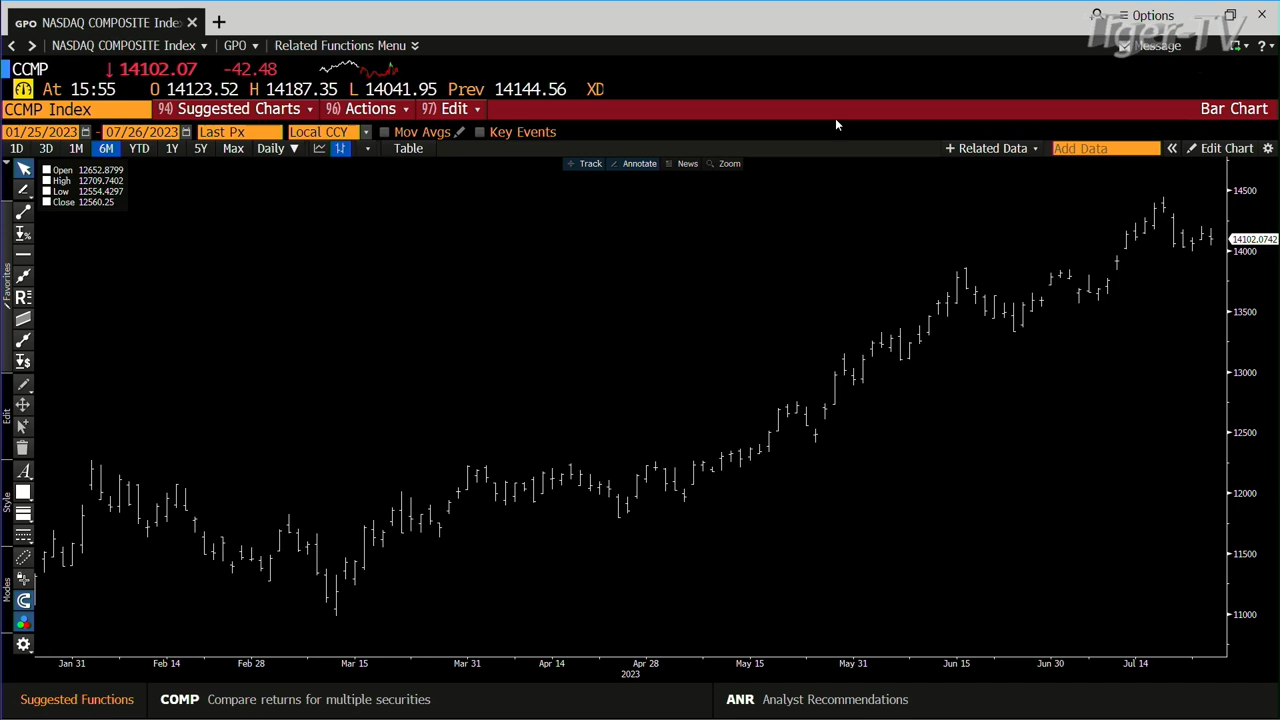 GPO NASDAQ COMPOSITE Inde × +
Options
Tiger-TV
NASDAQ COMPOSITE Index GPO Related Functions Menu
Message
?
CCMP ↓ 14102.07 -42.48
At 15:55 O 14123.52 H 14187.35 L 14041.95 Prev 14144.56 XD
CCMP Index 94) Suggested Charts 96) Actions 97) Edit Bar Chart
01/25/2023 - 07/26/2023 Last Px Local CCY Mov Avgs Key Events
1D 3D 1M 6M YTD 1Y 5Y Max Daily ▼ Table + Related Data Add Data « Edit Chart
Track Annotate News Zoom
Open 12652.8799
High 12709.7402
Low 12554.4297
Close 12560.25
14500
14102.0742
14000
13500
13000
12500
12000
11500
11000
Favorites
Edit
Style
Modes
Jan 31 Feb 14 Feb 28 Mar 15 Mar 31 Apr 14 Apr 28 May 15 May 31 Jun 15 Jun 30 Jul 14
2023
Suggested Functions COMP Compare returns for multiple securities ANR Analyst Recommendations